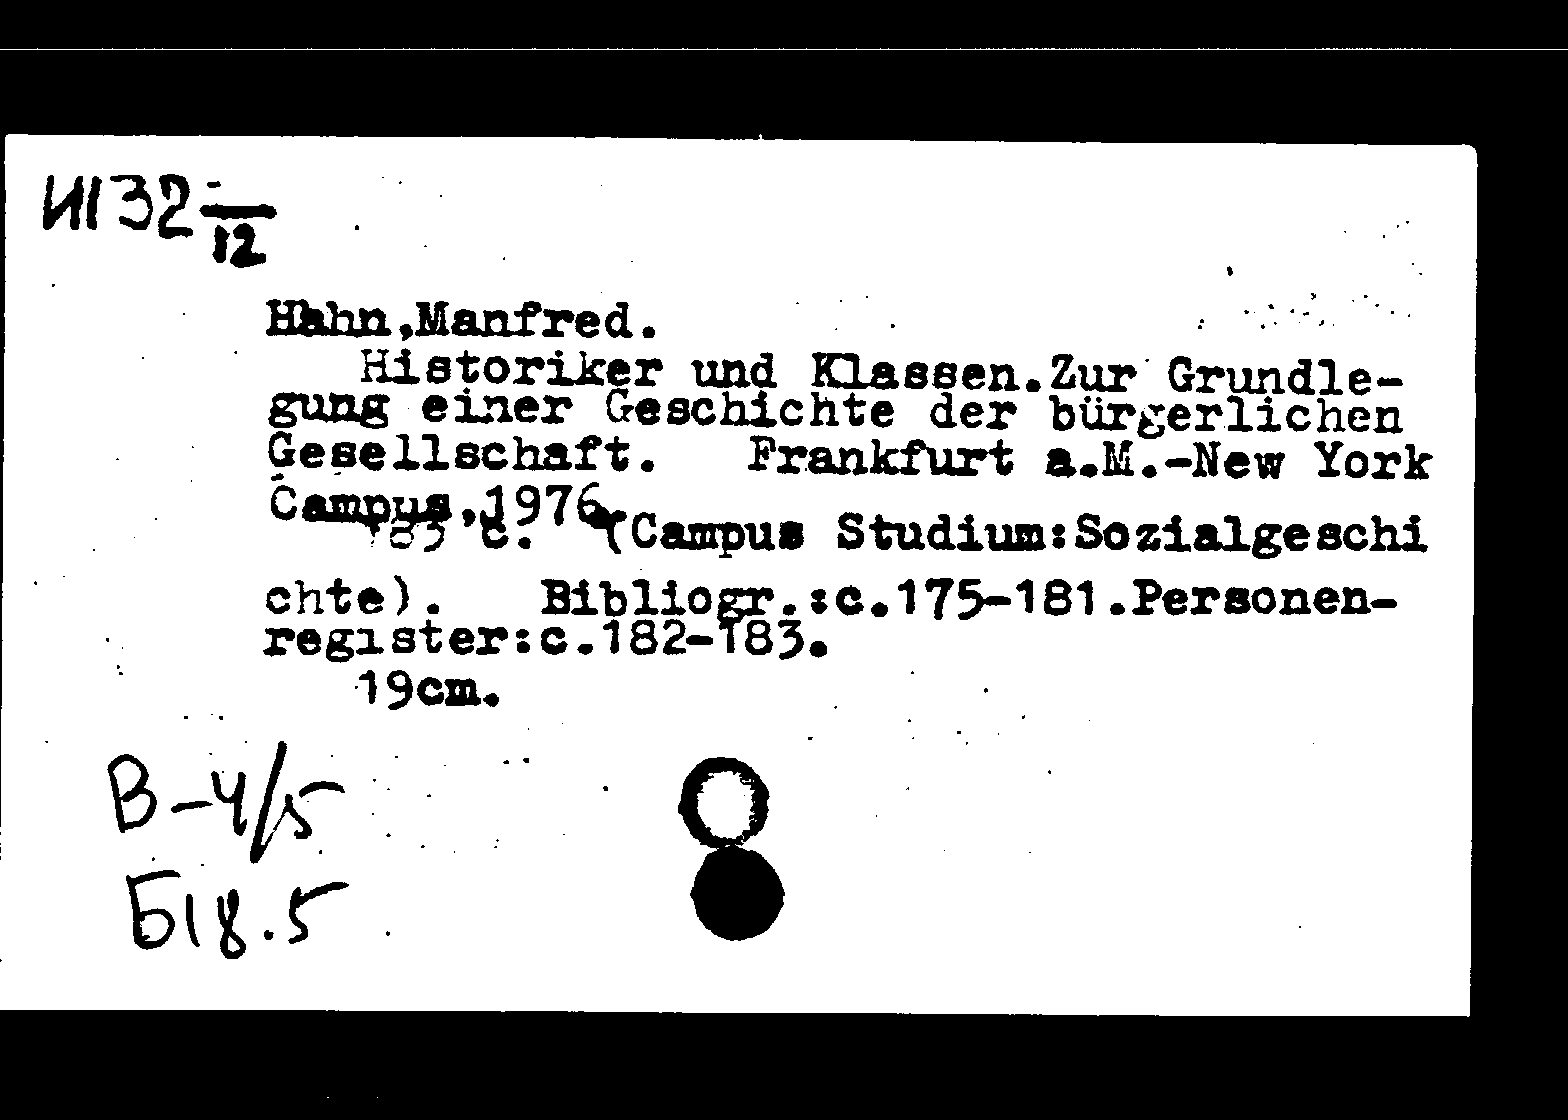 И132-/12
Hahn,Manfred.
Historiker und Klassen.Zur Grundle-
gung einer Geschichte der bürgerlichen
Gesellschaft. Frankfurt a.M.-New York
Campus,1976.
183 c. (Campus Studium:Sozialgeschi
chte). Bibliogr.:c.175-181.Personen-
register:c.182-183.
19cm.
В-4/5
Б18.5